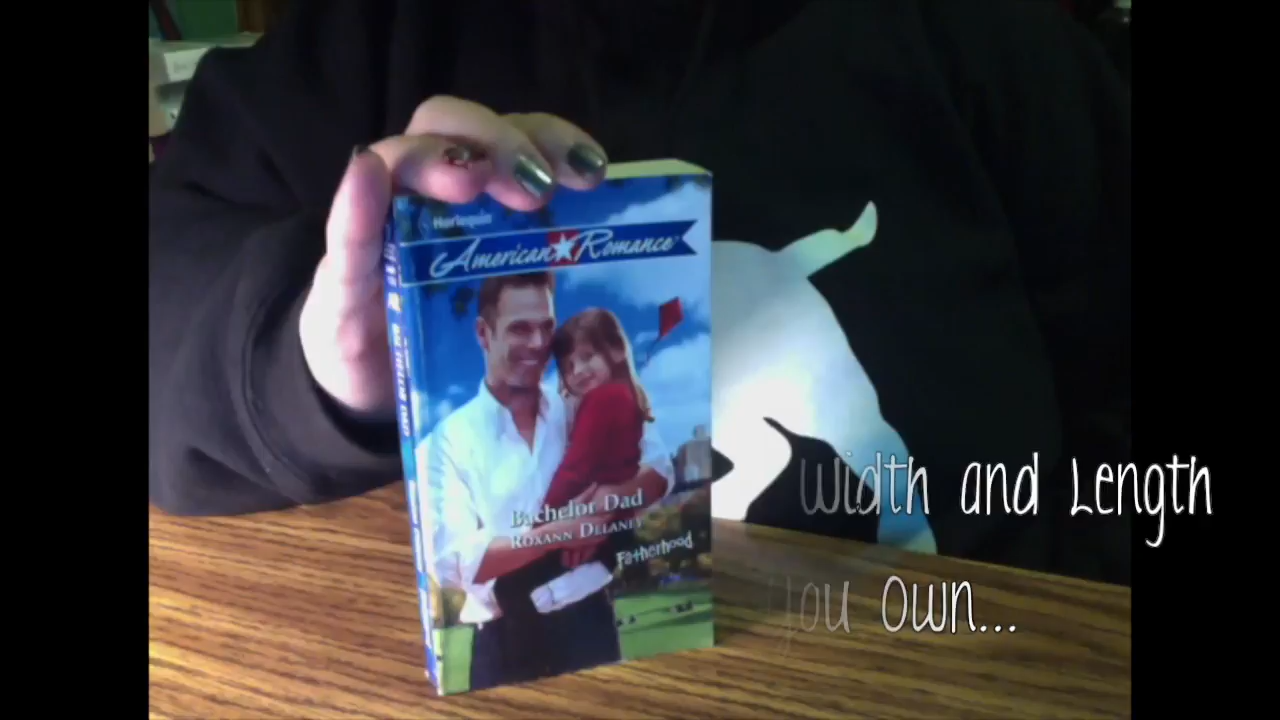 Harlequin
American Romance
Bachelor Dad
Roxann Delaney
Fatherhood
Width and Length
You Own...